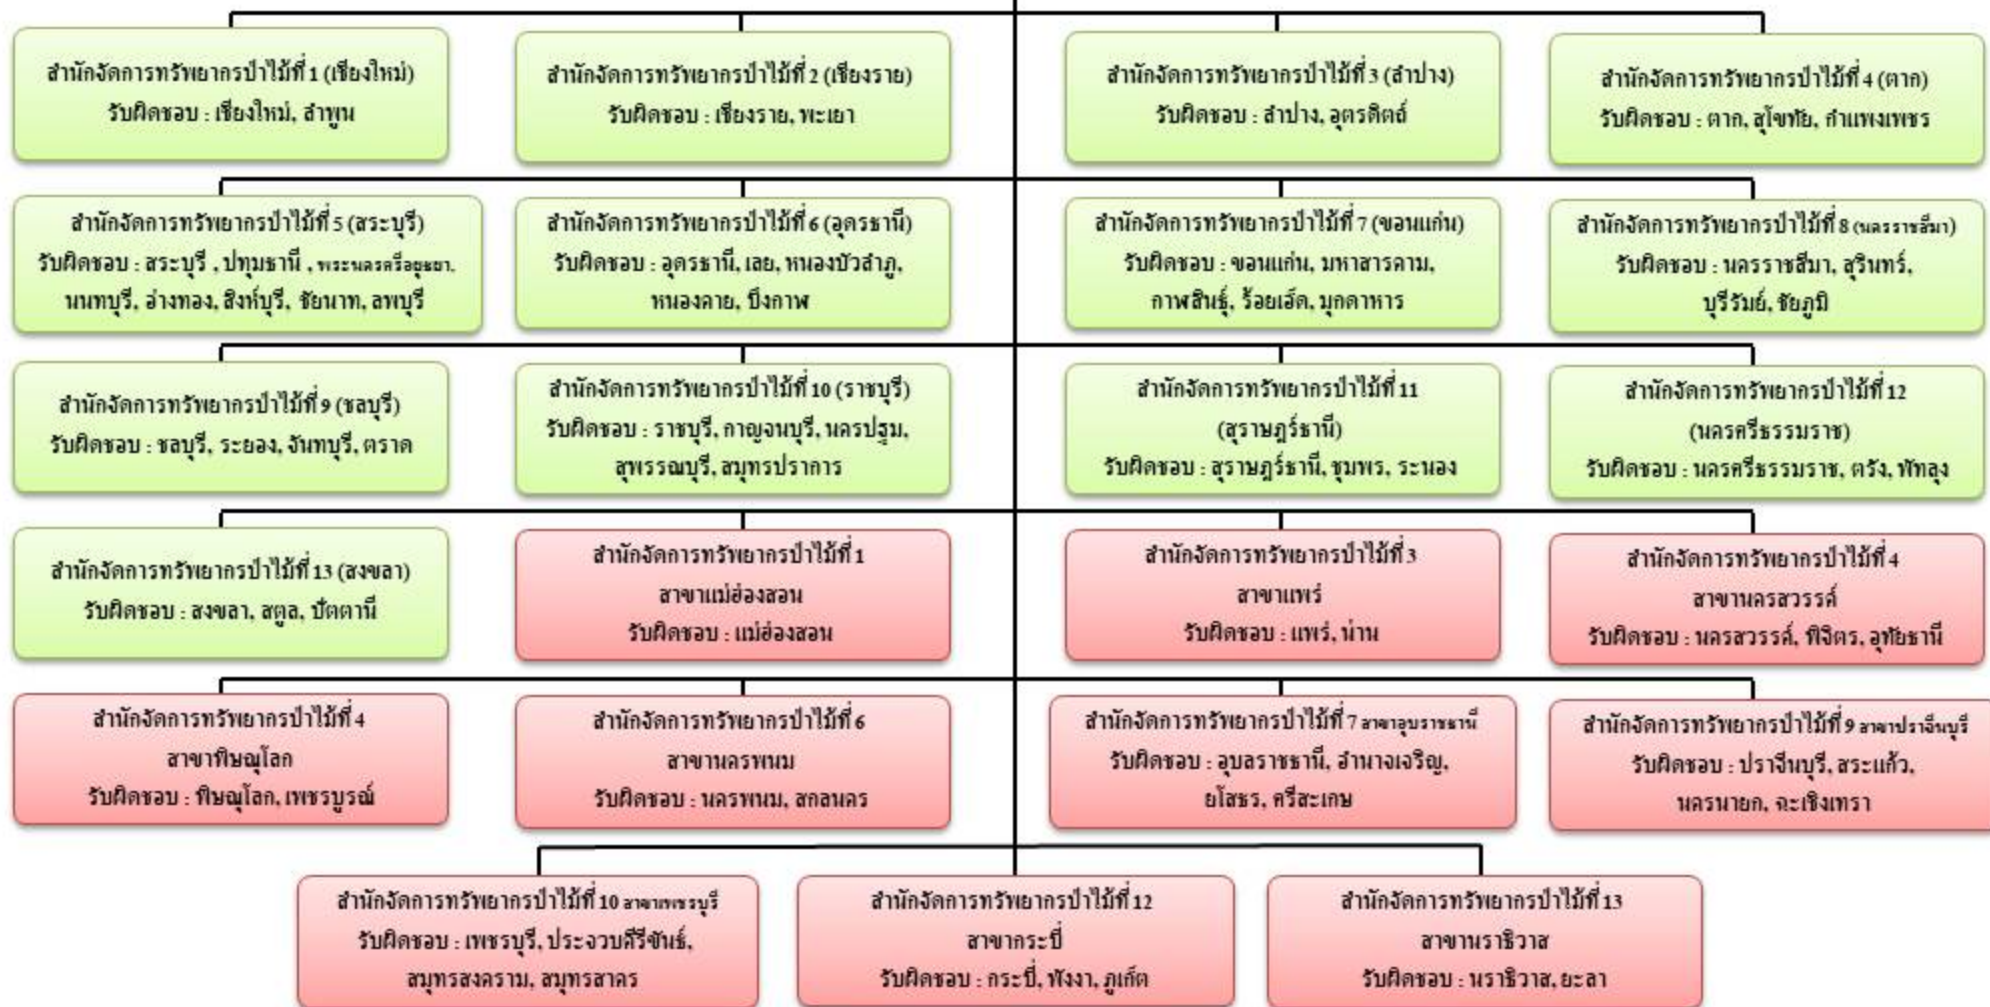 สำนักจัดการทรัพยากรป่าไม้ที่ 1 (เชียงใหม่)
รับผิดชอบ : เชียงใหม่, ลำพูน
สำนักจัดการทรัพยากรป่าไม้ที่ 2 (เชียงราย)
รับผิดชอบ : เชียงราย, พะเยา
สำนักจัดการทรัพยากรป่าไม้ที่ 3 (ลำปาง)
รับผิดชอบ : ลำปาง, อุตรดิตถ์
สำนักจัดการทรัพยากรป่าไม้ที่ 4 (ตาก)
รับผิดชอบ : ตาก, สุโขทัย, กำแพงเพชร
สำนักจัดการทรัพยากรป่าไม้ที่ 5 (สระบุรี)
รับผิดชอบ : สระบุรี , ปทุมธานี , พระนครศรีอยุธยา,
นนทบุรี, อ่างทอง, สิงห์บุรี, ชัยนาท, ลพบุรี
สำนักจัดการทรัพยากรป่าไม้ที่ 6 (อุดรธานี)
รับผิดชอบ : อุดรธานี, เลย, หนองบัวลำภู,
หนองคาย, บึงกาฬ
สำนักจัดการทรัพยากรป่าไม้ที่ 7 (ขอนแก่น)
รับผิดชอบ : ขอนแก่น, มหาสารคาม,
กาฬสินธุ์, ร้อยเอ็ด, มุกดาหาร
สำนักจัดการทรัพยากรป่าไม้ที่ 8 (นครราชสีมา)
รับผิดชอบ : นครราชสีมา, สุรินทร์,
บุรีรัมย์, ชัยภูมิ
สำนักจัดการทรัพยากรป่าไม้ที่ 9 (ชลบุรี)
รับผิดชอบ : ชลบุรี, ระยอง, จันทบุรี, ตราด
สำนักจัดการทรัพยากรป่าไม้ที่ 10 (ราชบุรี)
รับผิดชอบ : ราชบุรี, กาญจนบุรี, นครปฐม,
สุพรรณบุรี, สมุทรปราการ
สำนักจัดการทรัพยากรป่าไม้ที่ 11
(สุราษฎร์ธานี)
รับผิดชอบ : สุราษฎร์ธานี, ชุมพร, ระนอง
สำนักจัดการทรัพยากรป่าไม้ที่ 12
(นครศรีธรรมราช)
รับผิดชอบ : นครศรีธรรมราช, ตรัง, พัทลุง
สำนักจัดการทรัพยากรป่าไม้ที่ 13 (สงขลา)
รับผิดชอบ : สงขลา, สตูล, ปัตตานี
สำนักจัดการทรัพยากรป่าไม้ที่ 1
สาขาแม่ฮ่องสอน
รับผิดชอบ : แม่ฮ่องสอน
สำนักจัดการทรัพยากรป่าไม้ที่ 3
สาขาแพร่
รับผิดชอบ : แพร่, น่าน
สำนักจัดการทรัพยากรป่าไม้ที่ 4
สาขานครสวรรค์
รับผิดชอบ : นครสวรรค์, พิจิตร, อุทัยธานี
สำนักจัดการทรัพยากรป่าไม้ที่ 4
สาขาพิษณุโลก
รับผิดชอบ : พิษณุโลก, เพชรบูรณ์
สำนักจัดการทรัพยากรป่าไม้ที่ 6
สาขานครพนม
รับผิดชอบ : นครพนม, สกลนคร
สำนักจัดการทรัพยากรป่าไม้ที่ 7 สาขาอุบราชธานี
รับผิดชอบ : อุบลราชธานี, อำนาจเจริญ,
ยโสธร, ศรีสะเกษ
สำนักจัดการทรัพยากรป่าไม้ที่ 9 สาขาปราจีนบุรี
รับผิดชอบ : ปราจีนบุรี, สระแก้ว,
นครนายก, ฉะเชิงเทรา
สำนักจัดการทรัพยากรป่าไม้ที่ 10 สาขาเพชรบุรี
รับผิดชอบ : เพชรบุรี, ประจวบคีรีขันธ์,
สมุทรสงคราม, สมุทรสาคร
สำนักจัดการทรัพยากรป่าไม้ที่ 12
สาขากระบี่
รับผิดชอบ : กระบี่, พังงา, ภูเก็ต
สำนักจัดการทรัพยากรป่าไม้ที่ 13
สาขานราธิวาส
รับผิดชอบ : นราธิวาส, ยะลา